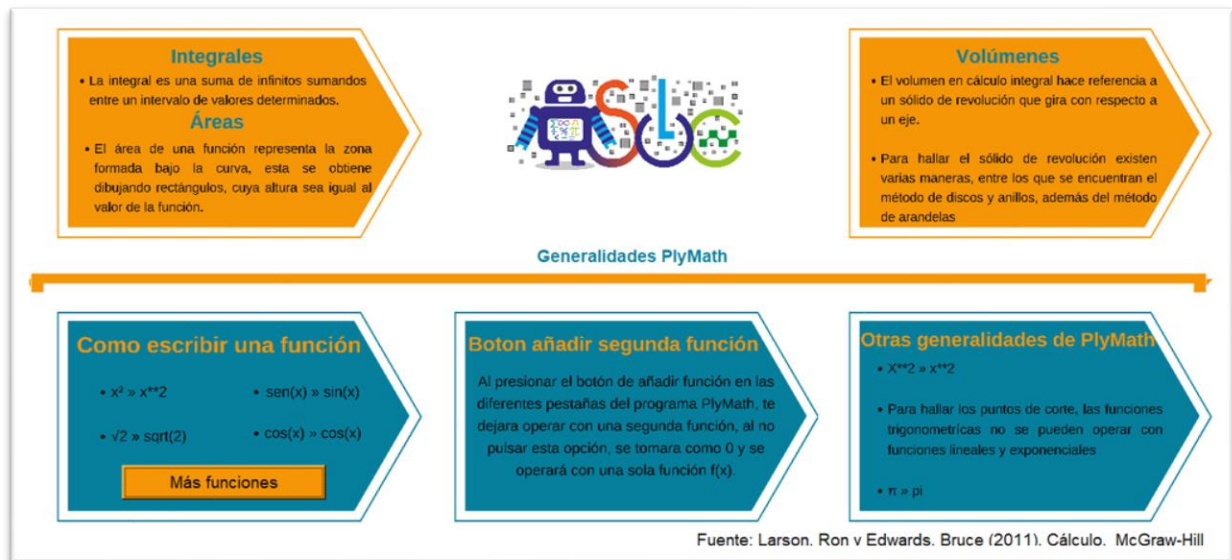 Integrales
• La integral es una suma de infinitos sumandos
entre un intervalo de valores determinados.
Áreas
• El área de una función representa la zona
formada bajo la curva, esta se obtiene
dibujando rectángulos, cuya altura sea igual al
valor de la función.
SLC
Volúmenes
• El volumen en cálculo integral hace referencia a
un sólido de revolución que gira con respecto a
un eje.
• Para hallar el sólido de revolución existen
varias maneras, entre los que se encuentran el
método de discos y anillos, además del método
de arandelas
Generalidades PlyMath
Como escribir una función
• x² » x**2
• sen(x) » sin(x)
• √2 » sqrt(2)
• cos(x) » cos(x)
Más funciones
Boton añadir segunda función
Al presionar el botón de añadir función en las
diferentes pestañas del programa PlyMath, te
dejara operar con una segunda función, al no
pulsar esta opción, se tomara como 0 y se
operará con una sola función f(x).
Otras generalidades de PlyMath
• X**2 » x**2
• Para hallar los puntos de corte, las funciones
trigonometrícas no se pueden operar con
funciones lineales y exponenciales
• π » pi
Fuente: Larson, Ron y Edwards, Bruce (2011). Cálculo. McGraw-Hill